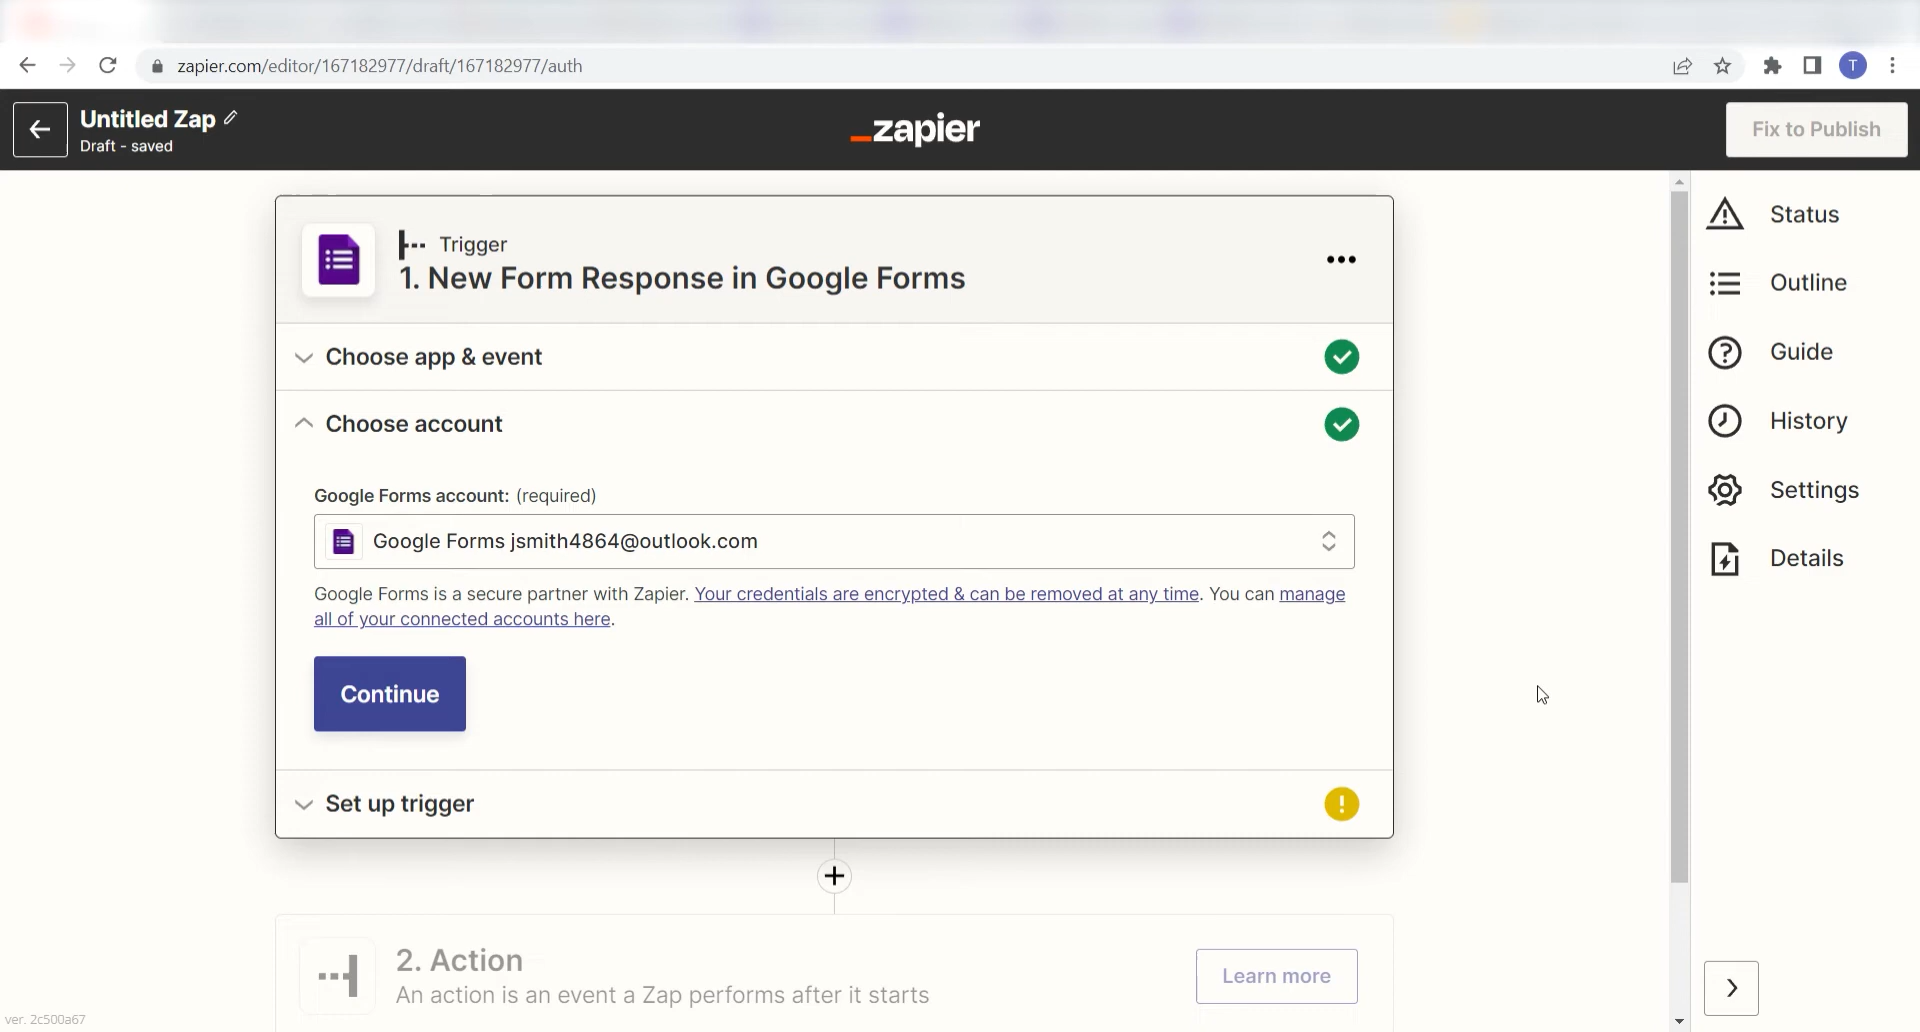 zapier.com/editor/167182977/draft/167182977/auth
T
Untitled Zap
Draft - saved
zapier
Fix to Publish
Trigger
1. New Form Response in Google Forms
Choose app & event
Choose account
Google Forms account: (required)
Google Forms jsmith4864@outlook.com
Google Forms is a secure partner with Zapier. Your credentials are encrypted & can be removed at any time. You can manage
all of your connected accounts here.
Continue
Set up trigger
2. Action
An action is an event a Zap performs after it starts
Learn more
Status
Outline
Guide
History
Settings
Details
ver. 2c500a67